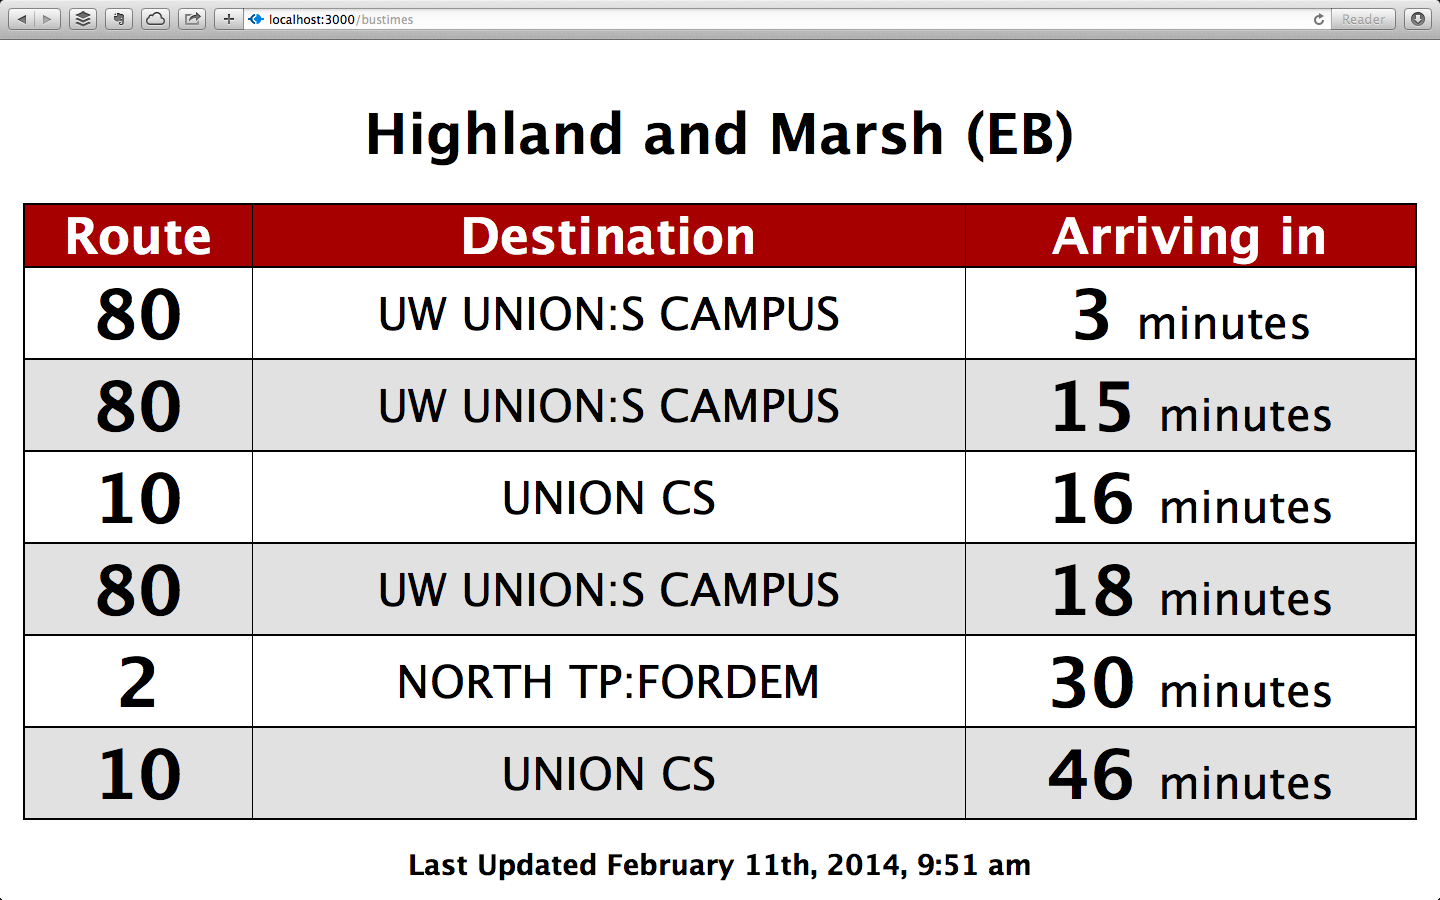 localhost:3000/bustimes
Reader
Highland and Marsh (EB)
Route Destination Arriving in
80 UW UNION:S CAMPUS 3 minutes
80 UW UNION:S CAMPUS 15 minutes
10 UNION CS 16 minutes
80 UW UNION:S CAMPUS 18 minutes
2 NORTH TP:FORDEM 30 minutes
10 UNION CS 46 minutes
Last Updated February 11th, 2014, 9:51 am